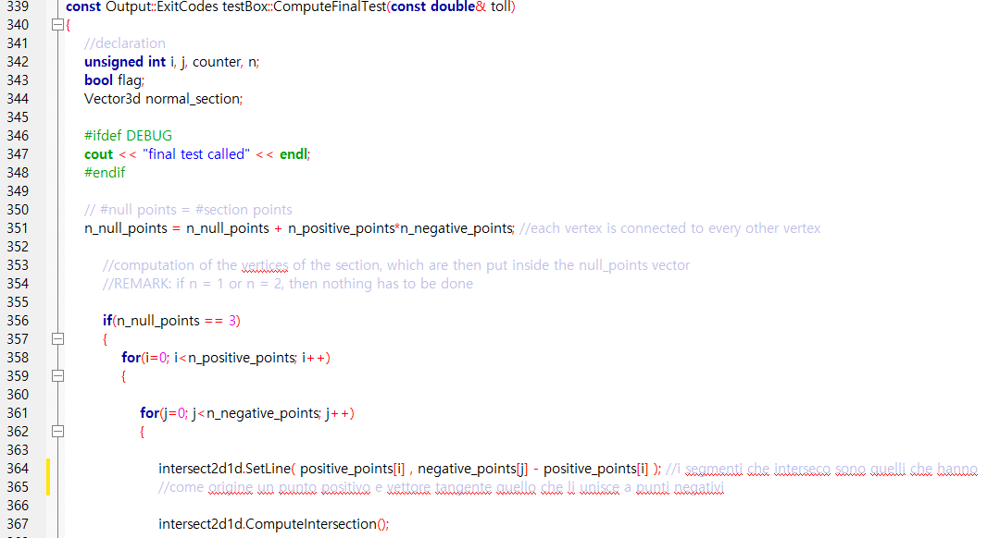 339 const Output::ExitCodes testBox::ComputeFinalTest(const double& toll)
340 {
341 //declaration
342 unsigned int i, j, counter, n;
343 bool flag;
344 Vector3d normal_section;
345
346 #ifdef DEBUG
347 cout << "final test called" << endl;
348 #endif
349
350 // #null points = #section points
351 n_null_points = n_null_points + n_positive_points*n_negative_points; //each vertex is connected to every other vertex
352
353 //computation of the vertices of the section, which are then put inside the null_points vector
354 //REMARK: if n = 1 or n = 2, then nothing has to be done
355
356 if(n_null_points == 3)
357 {
358 for(i=0; i<n_positive_points; i++)
359 {
360
361 for(j=0; j<n_negative_points; j++)
362 {
363
364 intersect2d1d.SetLine( positive_points[i] , negative_points[j] - positive_points[i] ); //i segmenti che interseco sono quelli che hanno
365 //come origine un punto positivo e vettore tangente quello che li unisce a punti negativi
366
367 intersect2d1d.ComputeIntersection();